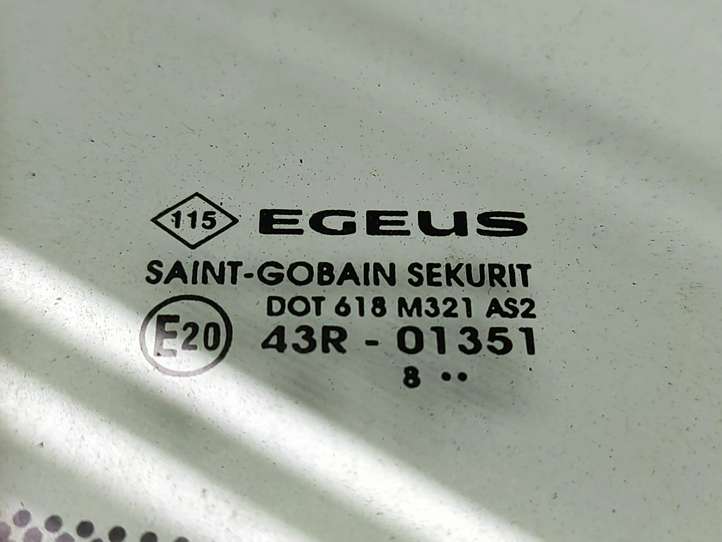 115 EGEUS
SAINT-GOBAIN SEKURIT
DOT 618 M321 AS2
E20 43R - 01351
8 ••